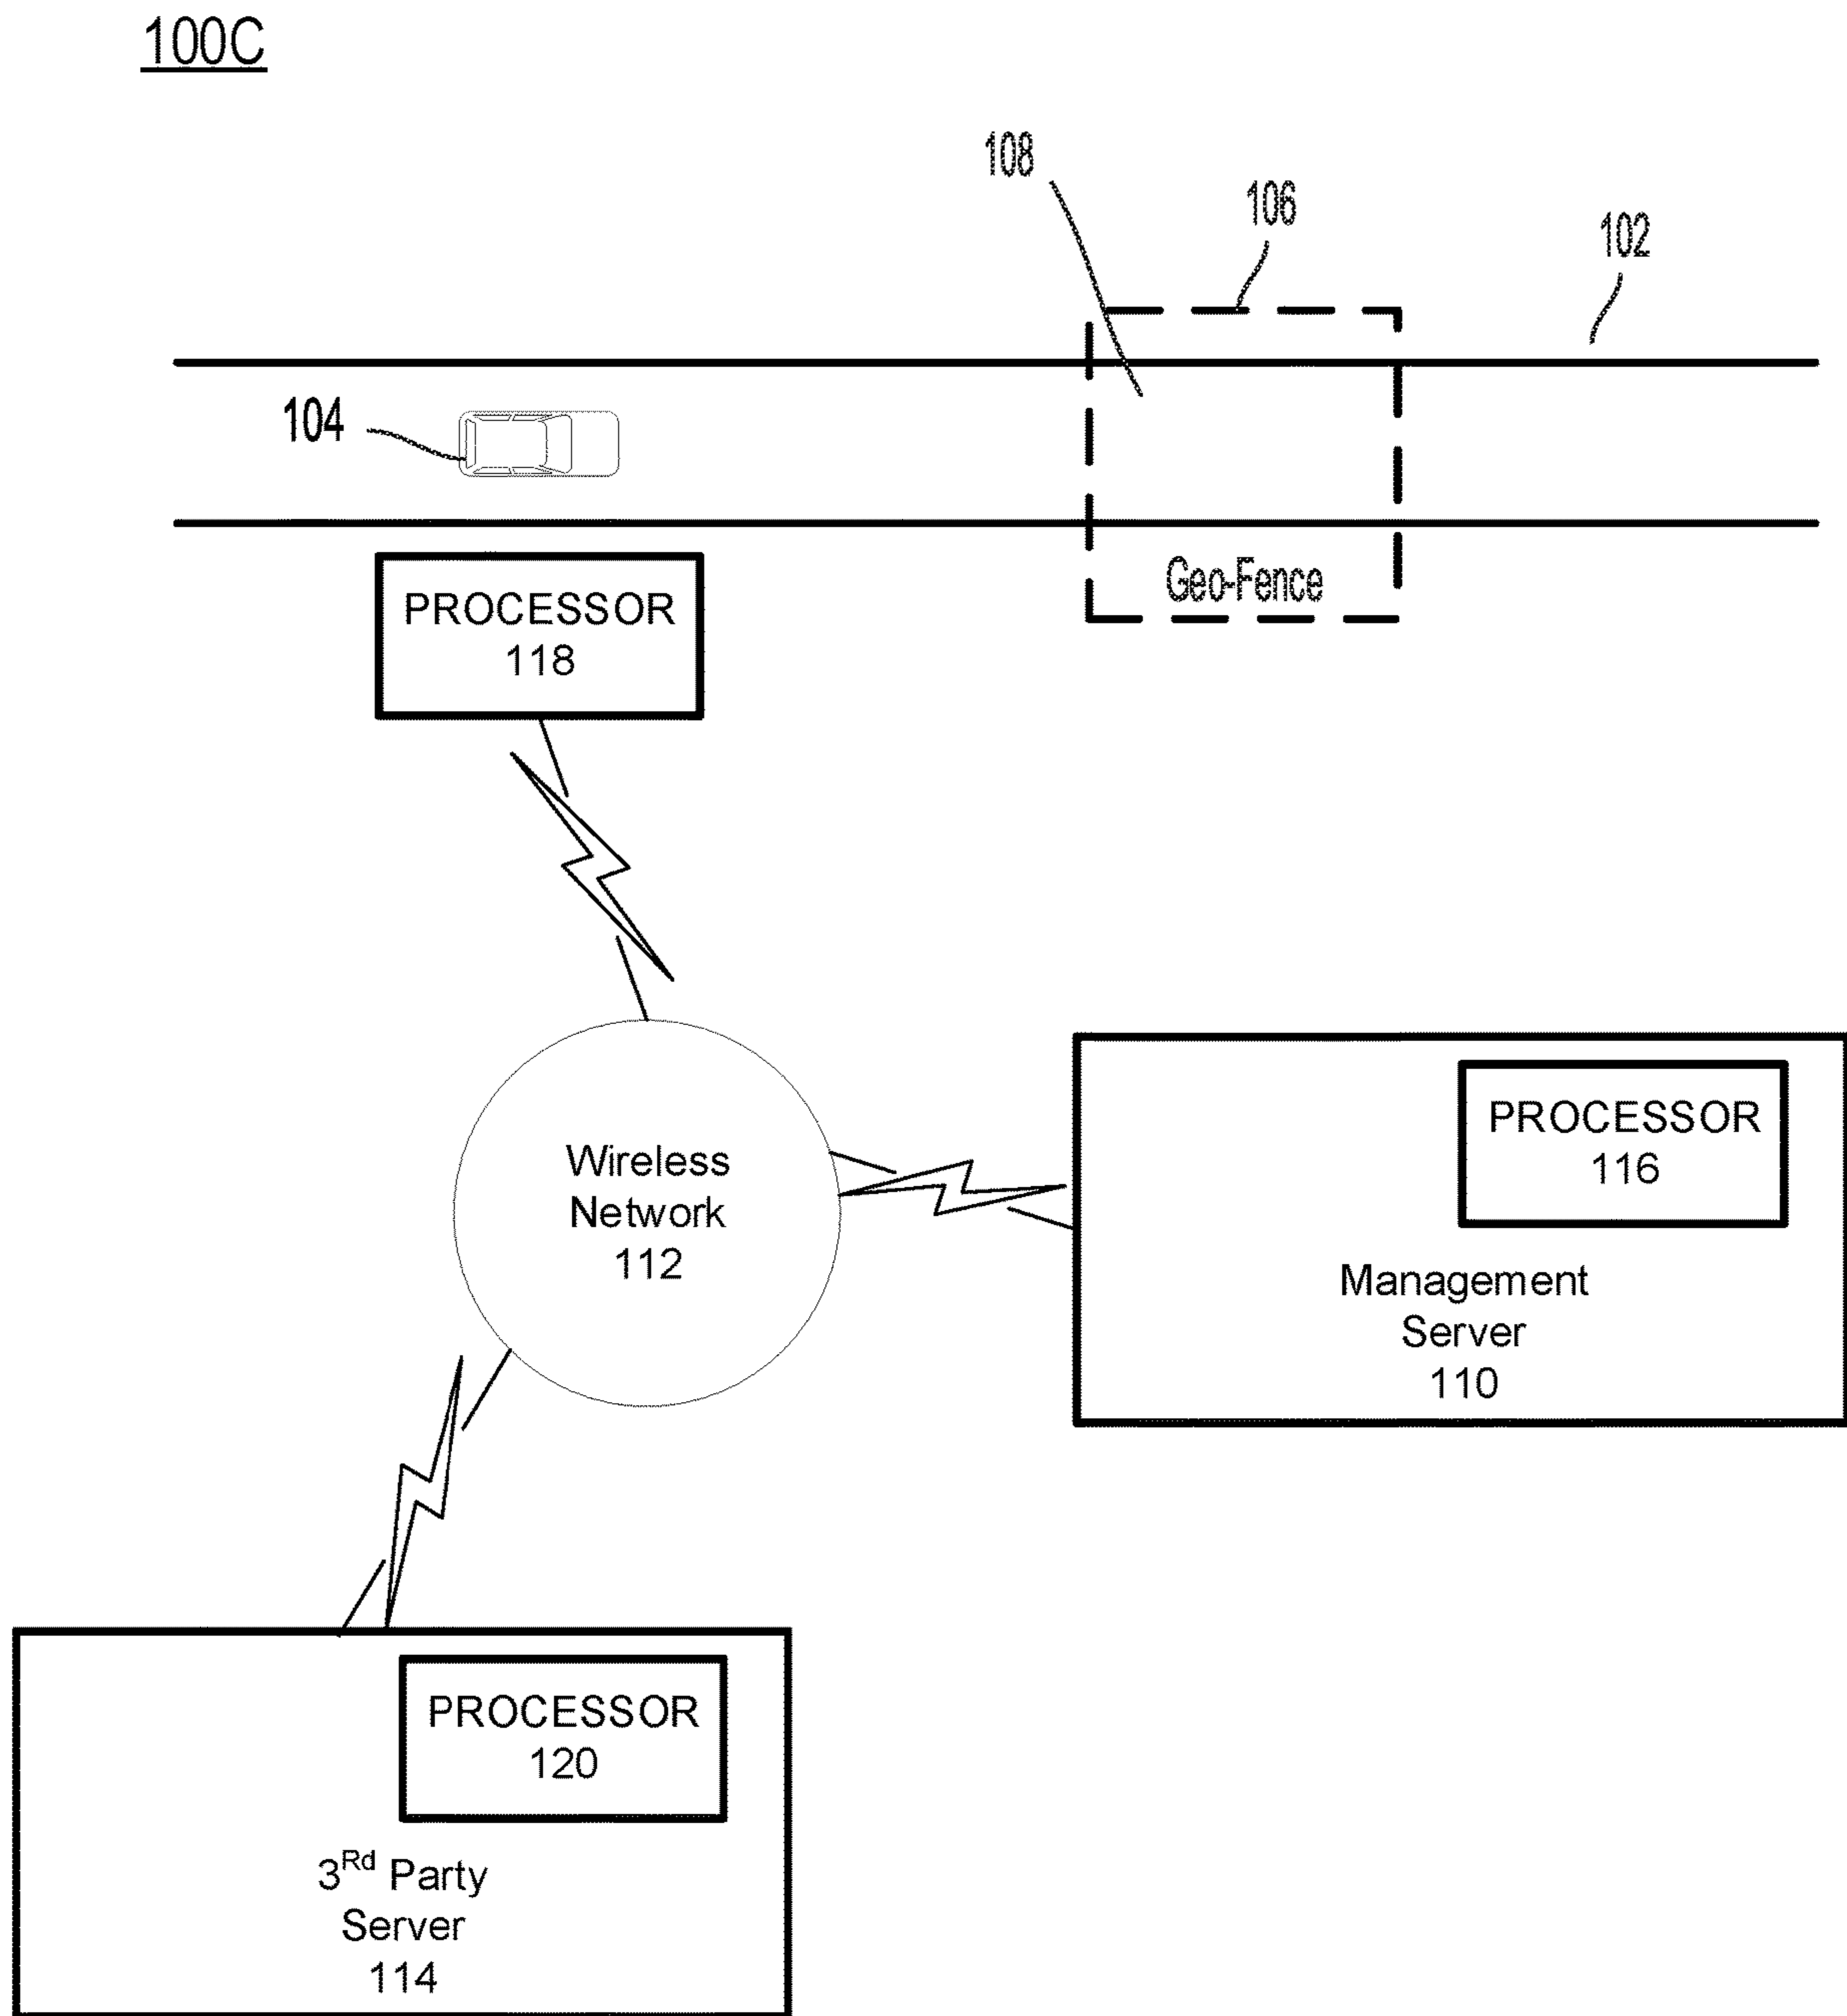 100C
108
106
102
104
Geo-Fence
PROCESSOR
118
Wireless
Network
112
PROCESSOR
116
Management
Server
110
PROCESSOR
120
3Rd Party
Server
114